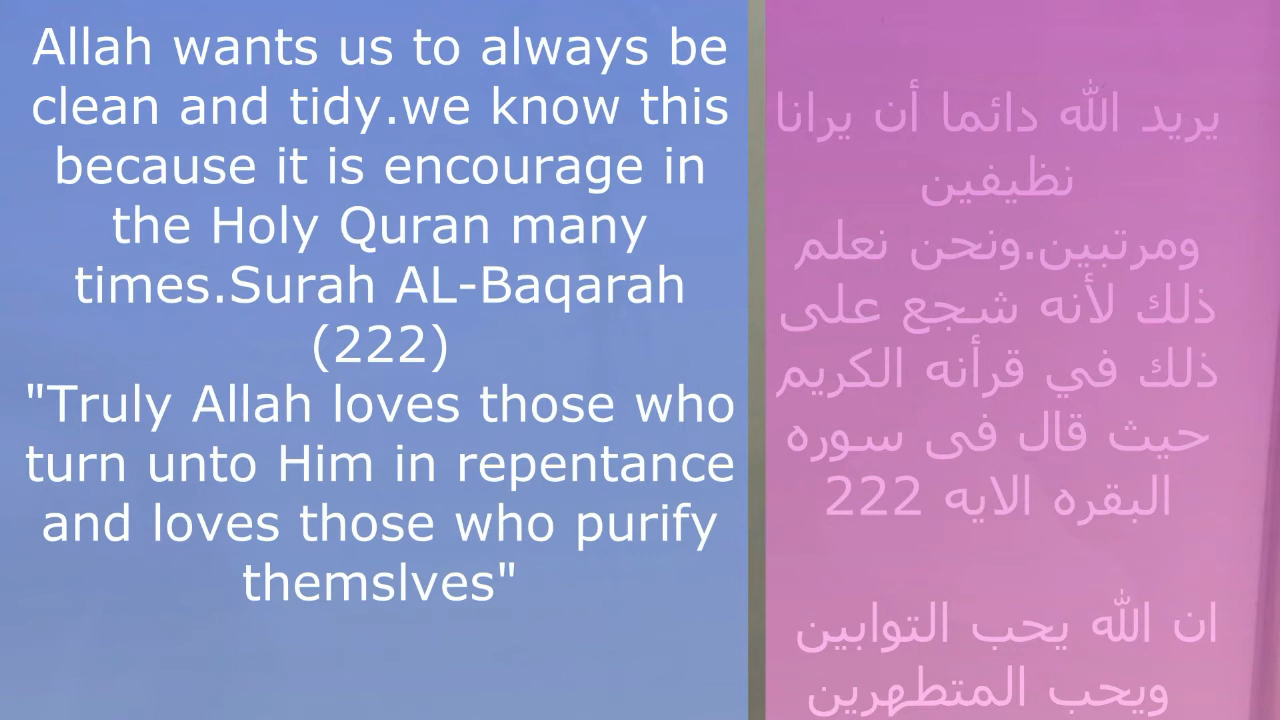 Allah wants us to always be
clean and tidy.we know this
because it is encourage in
the Holy Quran many
times.Surah AL-Baqarah
(222)
"Truly Allah loves those who
turn unto Him in repentance
and loves those who purify
themslves"
يريد الله دائما أن يرانا
نظيفين
ومرتبين.ونحن نعلم
ذلك لأنه شجع على
ذلك في قرأنه الكريم
حيث قال فى سوره
البقره الايه 222
ان الله يحب التوابين
ويحب المتطهرين